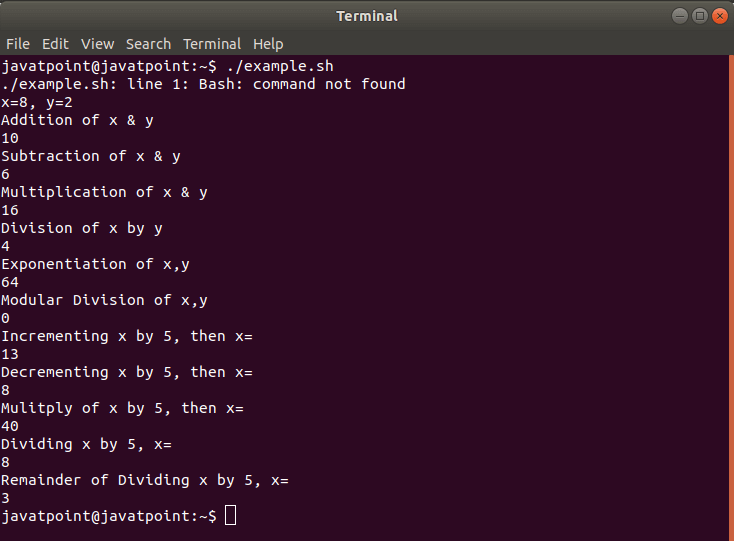 Terminal
File Edit View Search Terminal Help
javatpoint@javatpoint:~$ ./example.sh
./example.sh: line 1: Bash: command not found
x=8, y=2
Addition of x & y
10
Subtraction of x & y
6
Multiplication of x & y
16
Division of x by y
4
Exponentiation of x,y
64
Modular Division of x,y
0
Incrementing x by 5, then x=
13
Decrementing x by 5, then x=
8
Mulitply of x by 5, then x=
40
Dividing x by 5, x=
8
Remainder of Dividing x by 5, x=
3
javatpoint@javatpoint:~$